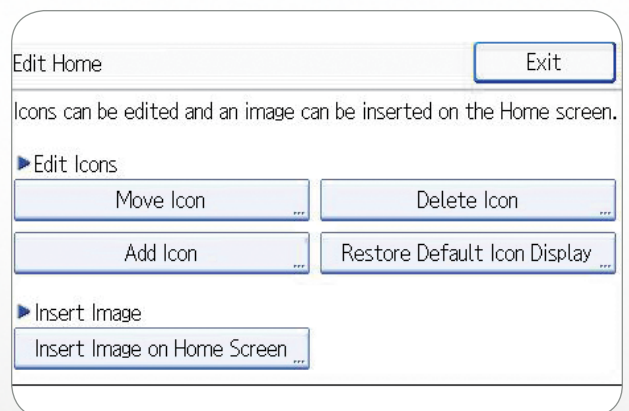 Edit Home
Exit
Icons can be edited and an image can be inserted on the Home screen.
▶Edit Icons
Move Icon ...
Delete Icon ...
Add Icon ...
Restore Default Icon Display ...
▶Insert Image
Insert Image on Home Screen ...